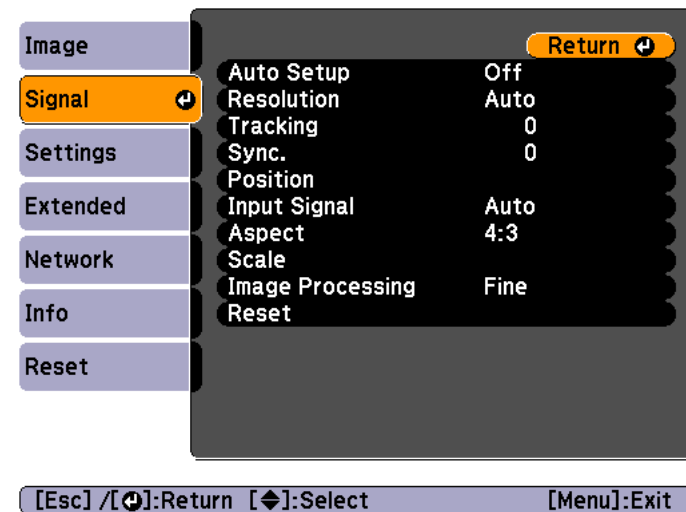 Image
Signal
Settings
Extended
Network
Info
Reset
Return
Auto Setup Off
Resolution Auto
Tracking 0
Sync. 0
Position
Input Signal Auto
Aspect 4:3
Scale
Image Processing Fine
Reset
[Esc] /[⏎]:Return [◆]:Select [Menu]:Exit